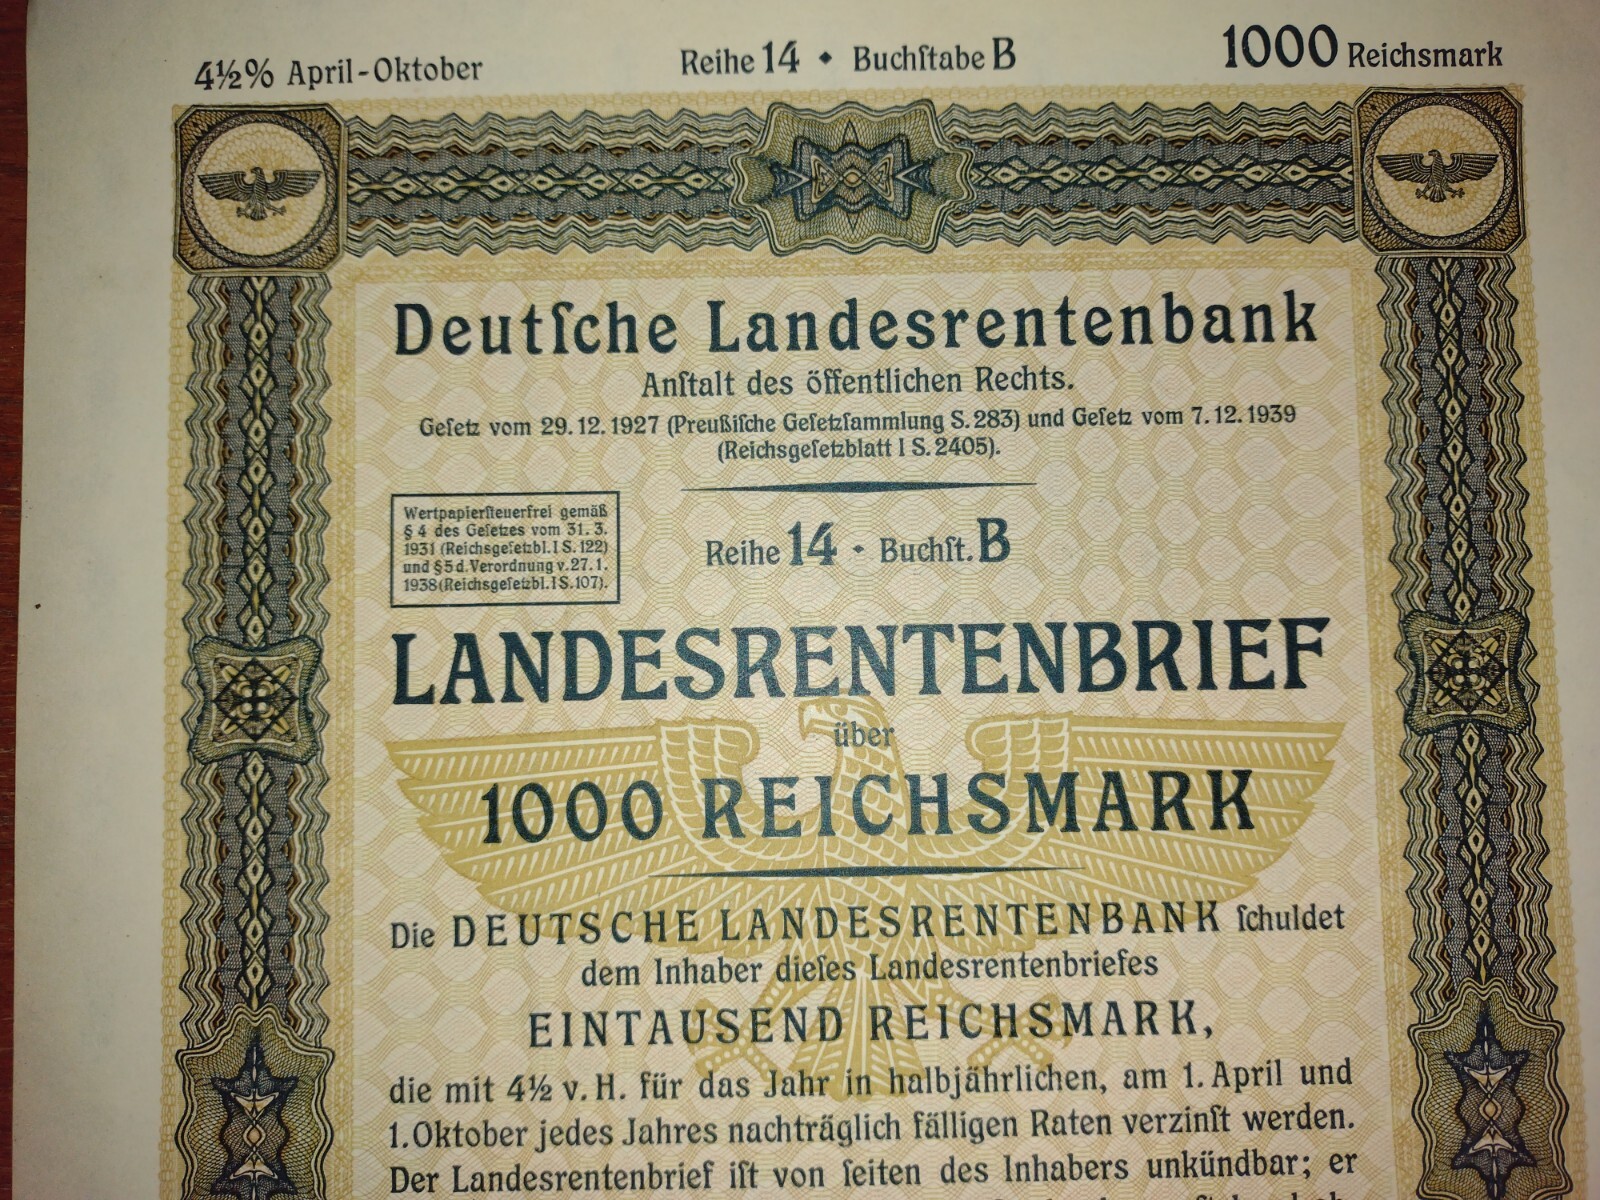 4½% April-Oktober
Reihe 14 • Buchſtabe B
1000 Reichsmark
Deutſche Landesrentenbank
Anſtalt des öffentlichen Rechts.
Geſetz vom 29.12.1927 (Preußiſche Geſetzſammlung S.283) und Geſetz vom 7.12.1939
(Reichsgeſetzblatt I S.2405).
Wertpapierſteuerfrei gemäß
§4 des Geſetzes vom 31.3.
1931 (Reichsgeſetzbl. I S.122)
und §5 d. Verordnung v. 27.1.
1938 (Reichsgeſetzbl. I S.107).
Reihe 14 • Buchſt. B
LANDESRENTENBRIEF
über
1000 REICHSMARK
Die DEUTSCHE LANDESRENTENBANK ſchuldet
dem Inhaber dieſes Landesrentenbriefes
EINTAUSEND REICHSMARK,
die mit 4½ v. H. für das Jahr in halbjährlichen, am 1. April und
1. Oktober jedes Jahres nachträglich fälligen Raten verzinſt werden.
Der Landesrentenbrief iſt von ſeiten des Inhabers unkündbar; er